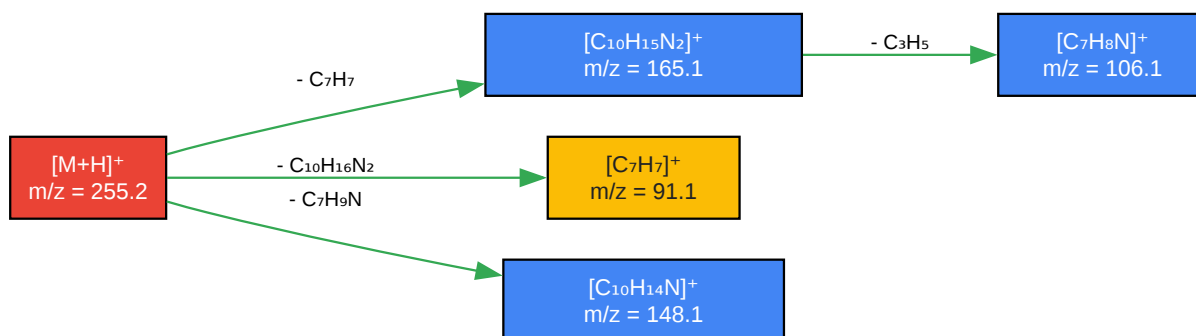 [C₁₀H₁₅N₂]⁺
m/z = 165.1
- C₃H₅
[C₇H₈N]⁺
m/z = 106.1
- C₇H₇
[M+H]⁺
m/z = 255.2
- C₁₀H₁₆N₂
[C₇H₇]⁺
m/z = 91.1
- C₇H₉N
[C₁₀H₁₄N]⁺
m/z = 148.1